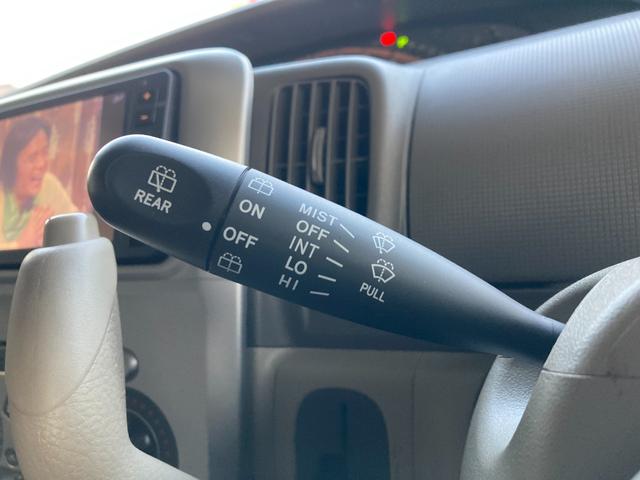 REAR
ON
OFF
MIST
OFF
INT
LO
HI
PULL